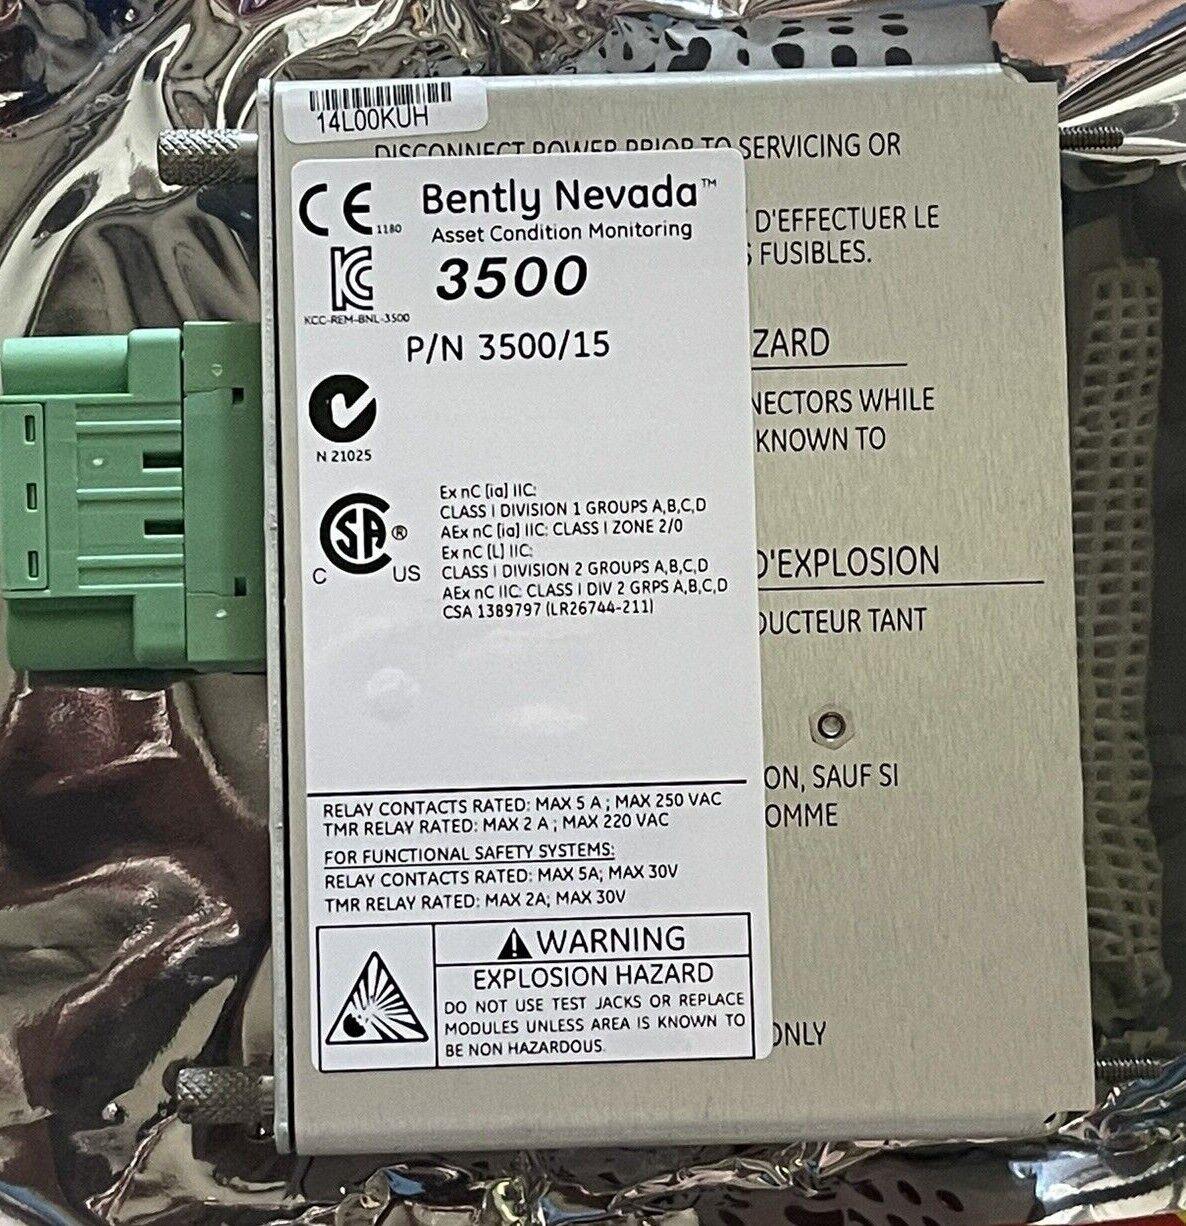 14L00KUH
DISCONNECT POWER PRIOR TO SERVICING OR
CE 1180
Bently Nevada™
Asset Condition Monitoring
3500
KCC-REM-BNL-3500
P/N 3500/15
N 21025
Ex nC [ia] IIC:
CLASS I DIVISION 1 GROUPS A,B,C,D
AEx nC [ia] IIC: CLASS I ZONE 2/0
Ex nC [L] IIC:
CLASS I DIVISION 2 GROUPS A,B,C,D
AEx nC IIC: CLASS I DIV 2 GRPS A,B,C,D
CSA 1389797 (LR26744-211)
SA ®
C US
RELAY CONTACTS RATED: MAX 5 A ; MAX 250 VAC
TMR RELAY RATED: MAX 2 A ; MAX 220 VAC
FOR FUNCTIONAL SAFETY SYSTEMS:
RELAY CONTACTS RATED: MAX 5A; MAX 30V
TMR RELAY RATED: MAX 2A; MAX 30V
WARNING
EXPLOSION HAZARD
DO NOT USE TEST JACKS OR REPLACE
MODULES UNLESS AREA IS KNOWN TO
BE NON HAZARDOUS.
D'EFFECTUER LE
FUSIBLES.
ZARD
NECTORS WHILE
KNOWN TO
D'EXPLOSION
DUCTEUR TANT
ON, SAUF SI
OMME
ONLY